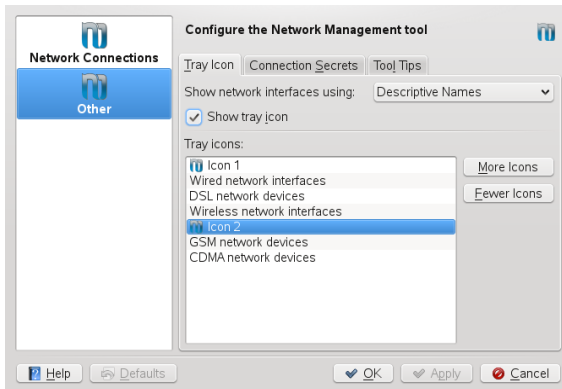 Configure the Network Management tool
Network Connections
Other
Tray Icon Connection Secrets Tool Tips
Show network interfaces using: Descriptive Names
Show tray icon
Tray icons:
Icon 1
Wired network interfaces
DSL network devices
Wireless network interfaces
Icon 2
GSM network devices
CDMA network devices
More Icons
Fewer Icons
Help Defaults OK Apply Cancel